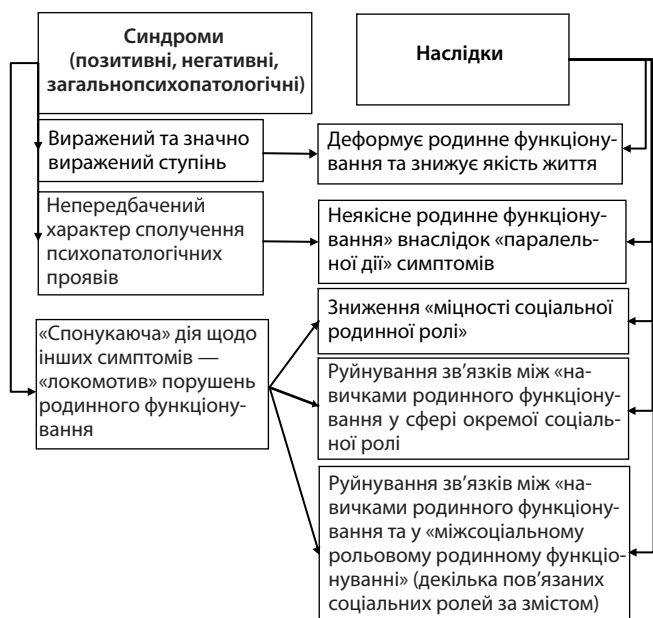 Синдроми
(позитивні, негативні,
загальнопсихопатологічні)
Наслідки
Виражений та значно
виражений ступінь
Деформує родинне функціону-
вання та знижує якість життя
Непередбачений
характер сполучення
психопатологічних
проявів
Неякісне родинне функціону-
вання» внаслідок «паралель-
ної дії» симптомів
«Спонукаюча» дія щодо
інших симптомів —
«локомотив» порушень
родинного функціону-
вання
Зниження «міцності соціальної
родинної ролі»
Руйнування зв’язків між «на-
вичками родинного функціону-
вання у сфері окремої соціаль-
ної ролі
Руйнування зв’язків між «на-
вичками родинного функціону-
вання та у «міжсоціальному
рольовому родинному функціо-
нуванні» (декілька пов’язаних
соціальних ролей за змістом)